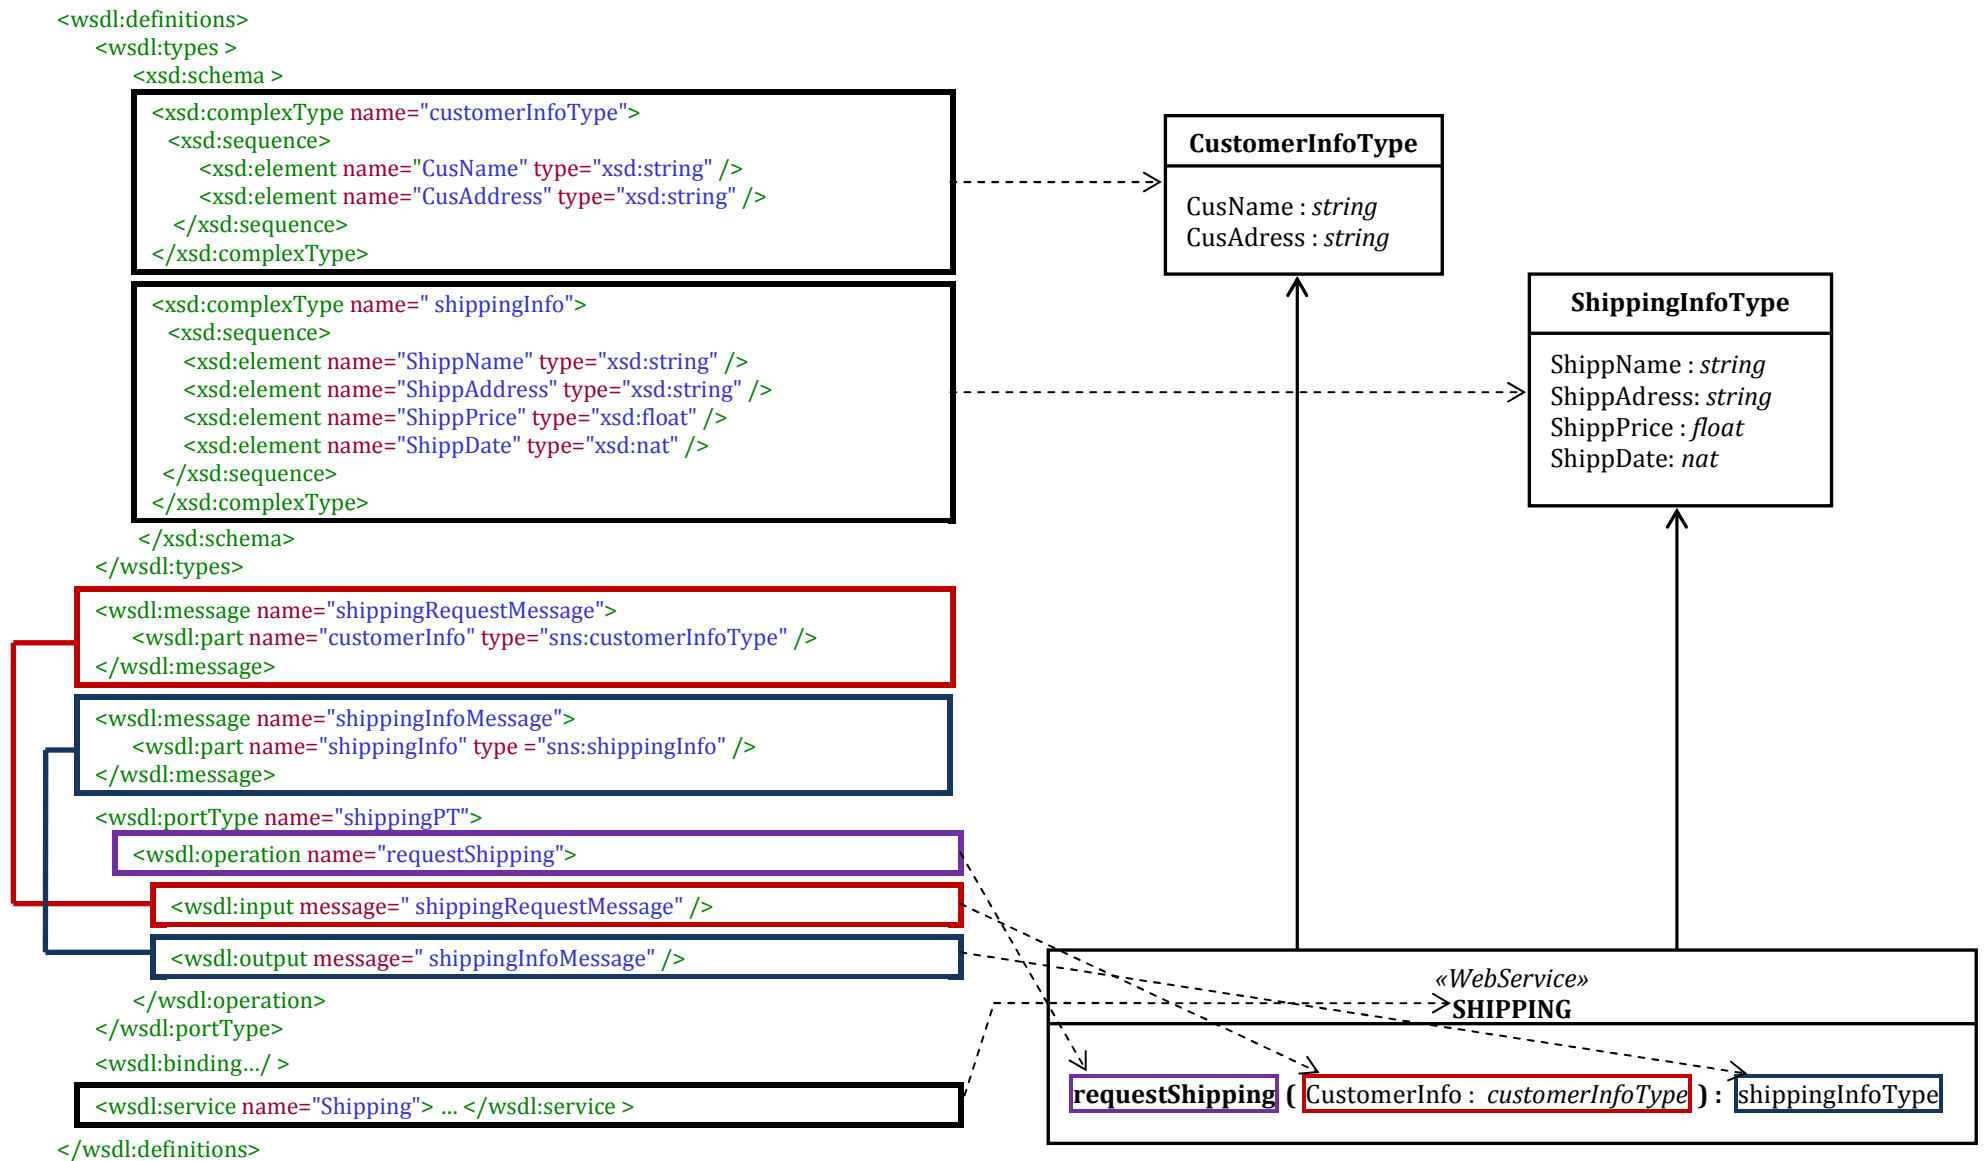 <wsdl:definitions>
<wsdl:types >
<xsd:schema >
<xsd:complexType name="customerInfoType">
<xsd:sequence>
<xsd:element name="CusName" type="xsd:string" />
<xsd:element name="CusAddress" type="xsd:string" />
</xsd:sequence>
</xsd:complexType>
<xsd:complexType name=" shippingInfo">
<xsd:sequence>
<xsd:element name="ShippName" type="xsd:string" />
<xsd:element name="ShippAddress" type="xsd:string" />
<xsd:element name="ShippPrice" type="xsd:float" />
<xsd:element name="ShippDate" type="xsd:nat" />
</xsd:sequence>
</xsd:complexType>
</xsd:schema>
</wsdl:types>
<wsdl:message name="shippingRequestMessage">
<wsdl:part name="customerInfo" type="sns:customerInfoType" />
</wsdl:message>
<wsdl:message name="shippingInfoMessage">
<wsdl:part name="shippingInfo" type ="sns:shippingInfo" />
</wsdl:message>
<wsdl:portType name="shippingPT">
<wsdl:operation name="requestShipping">
<wsdl:input message=" shippingRequestMessage" />
<wsdl:output message=" shippingInfoMessage" />
</wsdl:operation>
</wsdl:portType>
<wsdl:binding.../ >
<wsdl:service name="Shipping"> ... </wsdl:service >
</wsdl:definitions>
CustomerInfoType
CusName : string
CusAdress : string
ShippingInfoType
ShippName : string
ShippAdress: string
ShippPrice : float
ShippDate: nat
«WebService»
SHIPPING
requestShipping ( CustomerInfo : customerInfoType ) : shippingInfoType